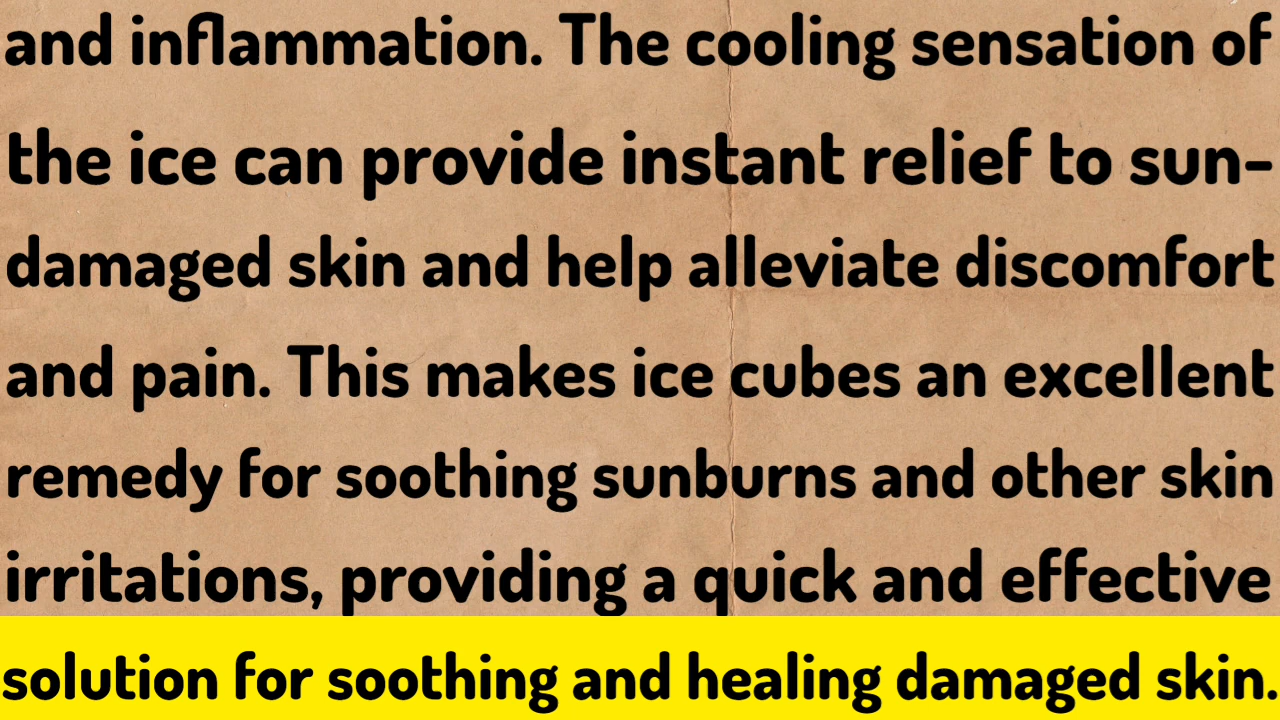 and inflammation. The cooling sensation of
the ice can provide instant relief to sun-
damaged skin and help alleviate discomfort
and pain. This makes ice cubes an excellent
remedy for soothing sunburns and other skin
irritations, providing a quick and effective
solution for soothing and healing damaged skin.